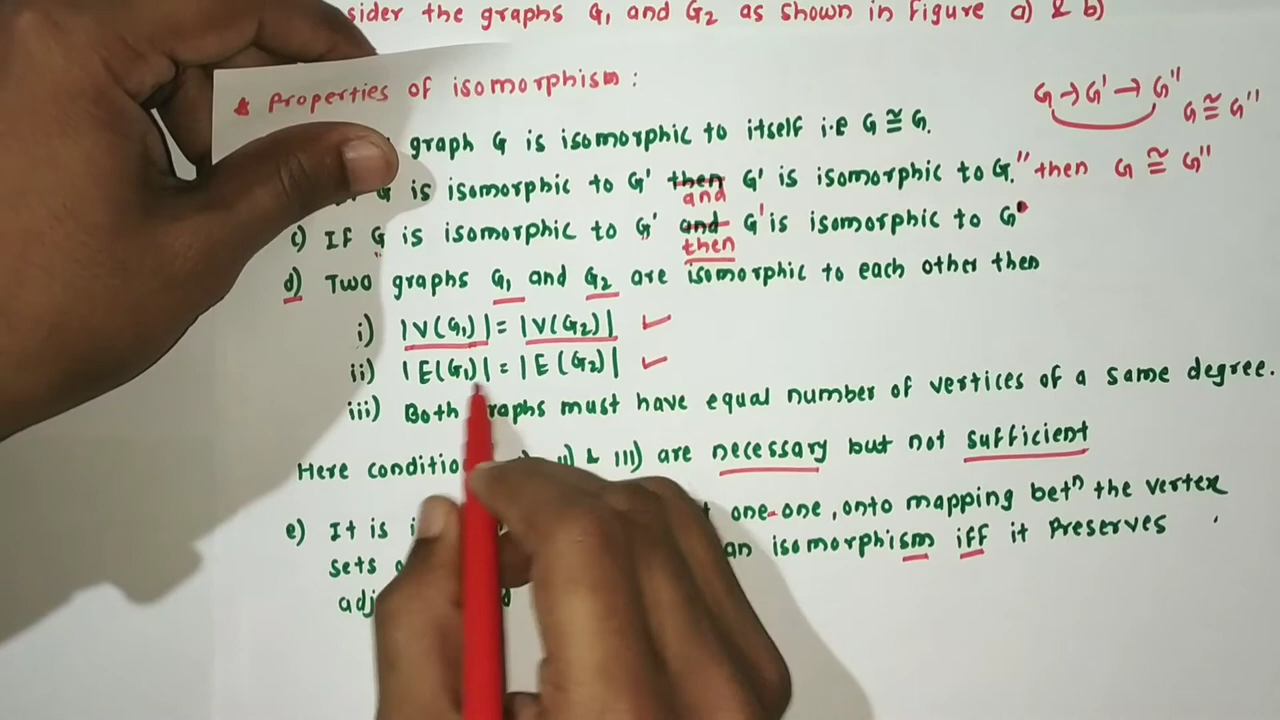 sider the graphs G₁ and G₂ as shown in Figure a) & b)
* Properties of isomorphism:
G → G' → G"
G ≅ G"
graph G is isomorphic to itself i.e G ≅ G.
G is isomorphic to G' then and G' is isomorphic to G." then G ≅ G"
c) If G is isomorphic to G' and then G' is isomorphic to G
d) Two graphs G₁ and G₂ are isomorphic to each other then
i) |V(G₁)| = |V(G₂)| ✓
ii) |E(G₁)| = |E(G₂)| ✓
iii) Both graphs must have equal number of vertices of a same degree.
Here ii) & iii) are necessary but not sufficient
e) It is one-one, onto mapping betⁿ the vertex
sets an isomorphism iff it preserves